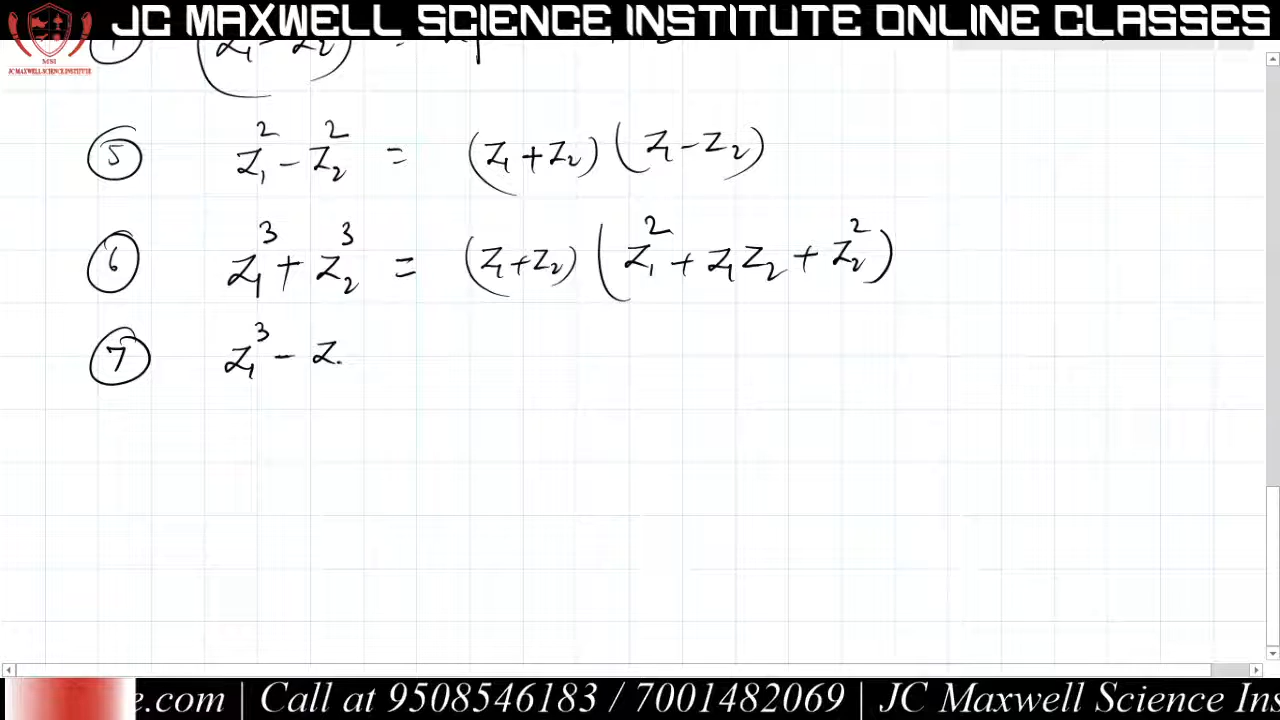 JC MAXWELL SCIENCE INSTITUTE ONLINE CLASSES
MSI
JC MAXWELL SCIENCE INSTITUTE
⑤ z₁² - z₂² = (z₁ + z₂) (z₁ - z₂)
⑥ z₁³ + z₂³ = (z₁ + z₂) (z₁² + z₁z₂ + z₂²)
⑦ z₁³ - z
e.com | Call at 9508546183 / 7001482069 | JC Maxwell Science Ins